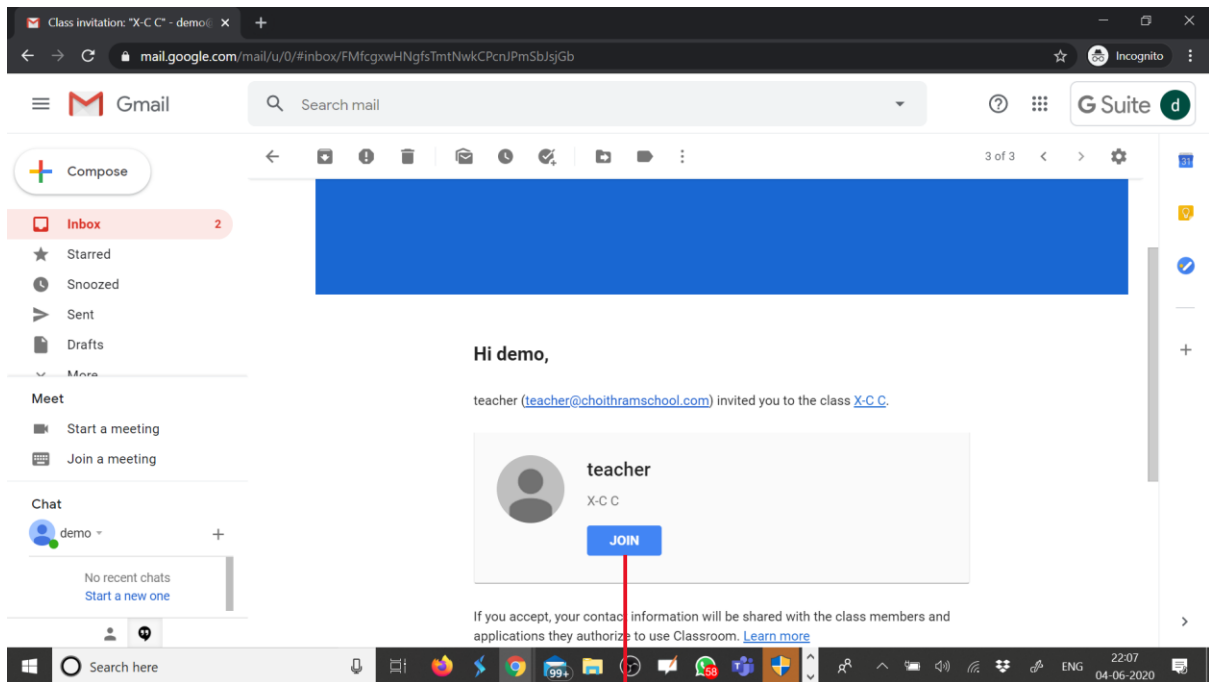 Class invitation: "X-C C" - demo@
mail.google.com/mail/u/0/#inbox/FMfcgxwHNgfsTmtNwkCPcnJPmSbJsjGb
Incognito
Gmail
Search mail
G Suite
d
Compose
3 of 3
31
Inbox 2
Starred
Snoozed
Sent
Drafts
More
Meet
Start a meeting
Join a meeting
Chat
demo
No recent chats
Start a new one
Hi demo,
teacher (teacher@choithramschool.com) invited you to the class X-C C.
teacher
X-C C
JOIN
If you accept, your contact information will be shared with the class members and
applications they authorize to use Classroom. Learn more
Search here
99+
58
ENG
22:07
04-06-2020